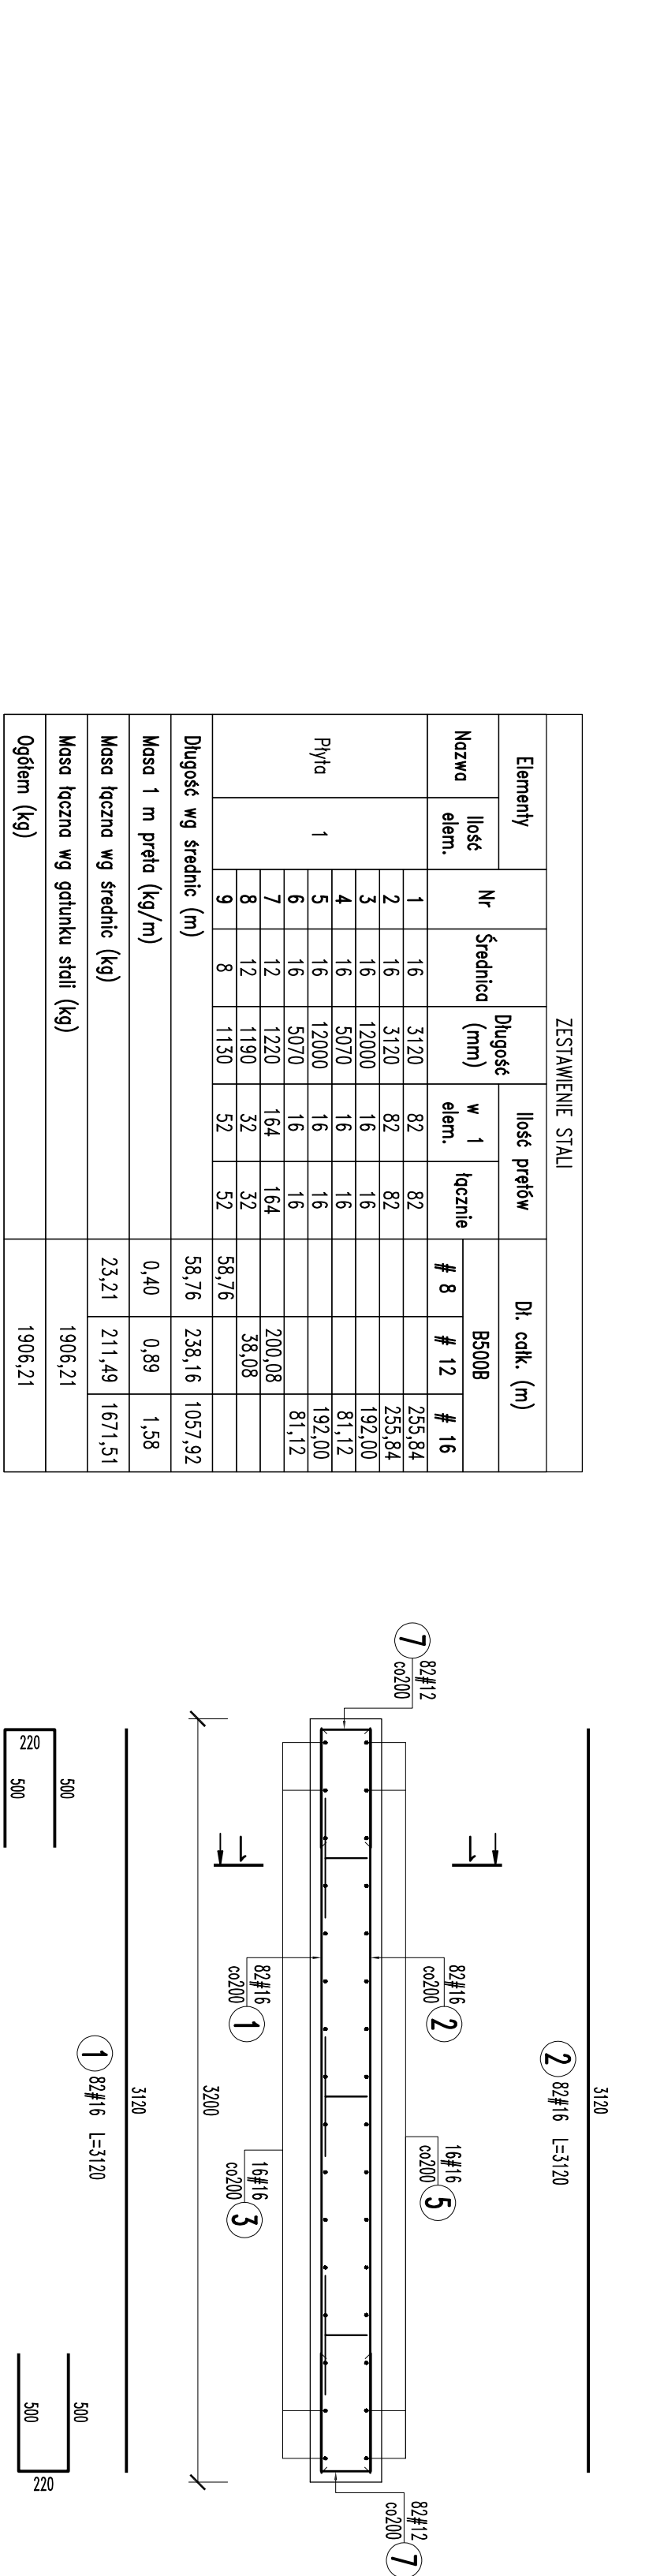 ZESTAWIENIE STALI
Elementy Nr Średnica Długość (mm) Ilość prętów Dł. całk. (m)
Nazwa Ilość elem. w 1 elem. łącznie B500B
# 8 # 12 # 16
Płyta 1
1 16 3120 82 82 255,84
2 16 3120 82 82 255,84
3 16 12000 16 16 192,00
4 16 5070 16 16 81,12
5 16 12000 16 16 192,00
6 16 5070 16 16 81,12
7 12 1220 164 164 200,08
8 12 1190 32 32 38,08
9 8 1130 52 52 58,76
Długość wg średnic (m) 58,76 238,16 1057,92
Masa 1 m pręta (kg/m) 0,40 0,89 1,58
Masa łączna wg średnic (kg) 23,21 211,49 1671,51
Masa łączna wg gatunku stali (kg) 1906,21
Ogółem (kg) 1906,21
3120
2 82#16 L=3120
1
82#16
co200
2
16#16
co200
5
7
82#12
co200
82#12
co200
7
82#16
co200
1
16#16
co200
3
1
3200
3120
1 82#16 L=3120
500
220
500
500
220
500